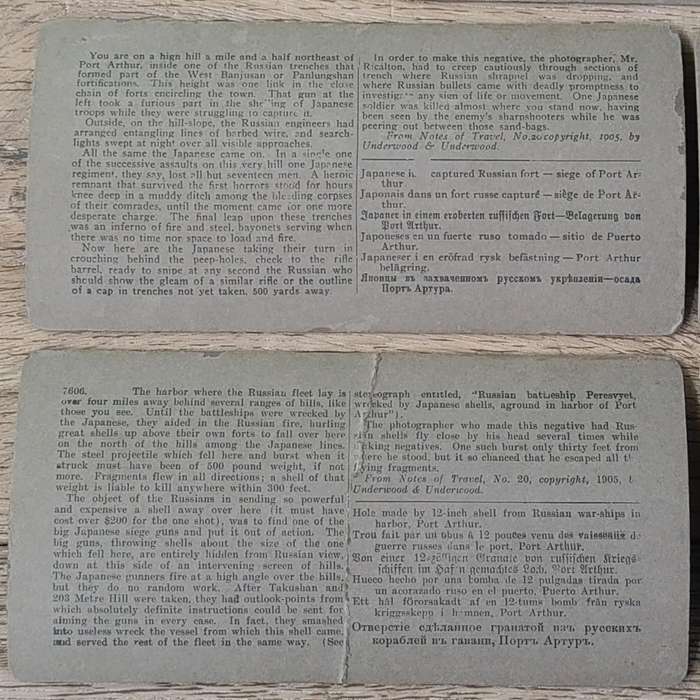 You are on a hign hill a mile and a half northeast of
Port Arthur, inside one of the Russian trenches that
formed part of the West Banjusan or Panlungshan
fortifications. This height was one link in the close
chain of forts encircling the town. That gun at the
left took a furious part in the shelling of Japanese
troops while they were struggling to capture it.
Outside, on the hill-slope, the Russian engineers had
arranged entangling lines of barbed wire, and search-
lights swept at night over all visible approaches.
All the same the Japanese came on. In a single one
of the successive assaults on this very hill one Japanese
regiment, they say, lost all but seventeen men. A heroic
remnant that survived the first horrors stood for hours
knee deep in a muddy ditch among the bleeding corpses
of their comrades, until the moment came for one more
desperate charge. The final leap upon these trenches
was an inferno of fire and steel, bayonets serving when
there was no time nor space to load and fire.
Now here are the Japanese taking their turn in
crouching behind the peep-holes, check to the rifle
barrel, ready to snipe at any second the Russian who
should show the gleam of a similar rifle or the outline
of a cap in trenches not yet taken, 500 yards away.
In order to make this negative, the photographer, Mr.
Ricalton, had to creep cautiously through sections of
trench where Russian shrapnel was dropping, and
where Russian bullets came with deadly promptness to
investigate any sign of life or movement. One Japanese
soldier was killed almost where you stand now, having
been seen by the enemy's sharpshooters while he was
peering out between those sand-bags.
From Notes of Travel, No. 20 copyright, 1905, by
Underwood & Underwood.
Japanese in captured Russian fort — siege of Port Ar-
thur
Japonais dans un fort russe capturé — siège de Port Ar-
thur.
Japaner in einem eroberten russischen Fort—Belagerung von
Port Arthur.
Japoneses en un fuerte ruso tomado — sitio de Puerto
Arthur.
Japaneser i en eröfrad rysk befästning — Port Arthur
belägring.
Японцы въ захваченномъ русскомъ укрѣпленіи—осада
Портъ Артура.
7606. The harbor where the Russian fleet lay is
over four miles away behind several ranges of hills, like
those you see. Until the battleships were wrecked by
the Japanese, they aided in the Russian fire, hurling
great shells up above their own forts to fall over here
on the north of the hills among the Japanese lines.
The steel projectile which fell here and burst when it
struck must have been of 500 pound weight, if not
more. Fragments flew in all directions; a shell of that
weight is liable to kill anywhere within 300 feet.
The object of the Russians in sending so powerful
and expensive a shell away over here (it must have
cost over $200 for the one shot), was to find one of the
big Japanese siege guns and put it out of action. The
big guns, throwing shells about the size of the one
which fell here, are entirely hidden from Russian view,
down at this side of an intervening screen of hills.
The Japanese gunners fire at a high angle over the hills,
but they do no random work. After Takushan and
203 Metre Hill were taken, they had outlook-points from
which absolutely definite instructions could be sent for
aiming the guns in every case. In fact, they smashed
into useless wreck the vessel from which this shell came,
and served the rest of the fleet in the same way. (See
stereograph entitled, "Russian battleship Peresvyet,
wrecked by Japanese shells, aground in harbor of Port
Arthur").
The photographer who made this negative had Rus-
sian shells fly close by his head several times while
taking negatives. One such burst only thirty feet from
where he stood, but it so chanced that he escaped all the
flying fragments.
From Notes of Travel, No. 20, copyright, 1905, b
Underwood & Underwood.
Hole made by 12-inch shell from Russian war-ships in
harbor, Port Arthur.
Trou fait par un obus à 12 pouces venu des vaisseaux de
guerre russes dans le port, Port Arthur.
Von einer 12-zölligen Granate von russischen Kriegs-
schiffen im Hafen gemachtes Loch, Port Arthur.
Hueco hecho por una bomba de 12 pulgadas tirada por
un acorazado ruso en el puerto, Puerto Arthur.
Ett hål förorsakadt af en 12-tums bomb från ryska
krigsskepp i hamnen, Port Arthur.
Отверстіе сдѣланное гранатой изъ русскихъ
кораблей въ гавани, Портъ Артуръ.